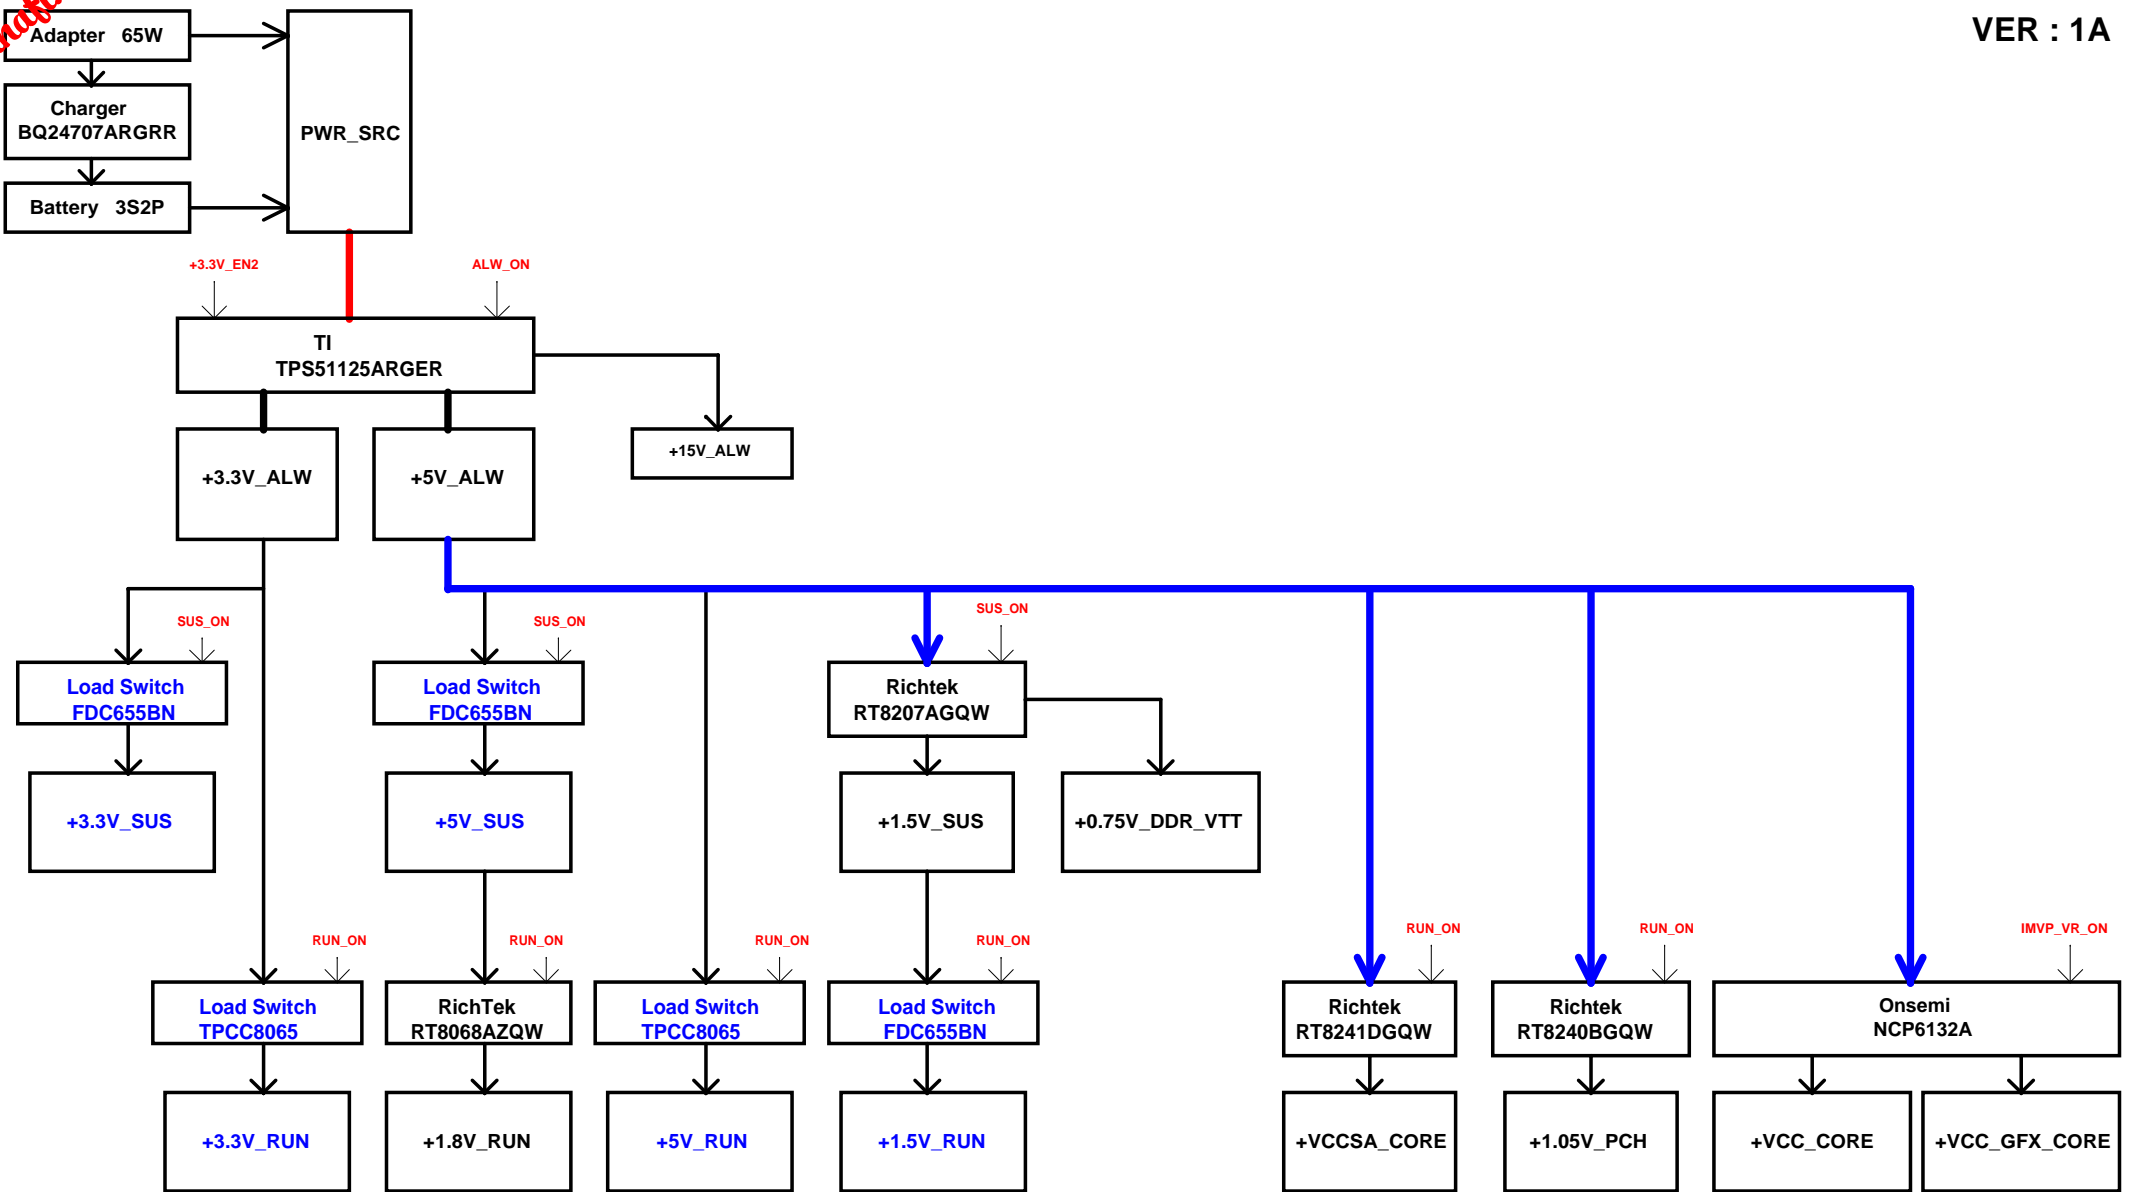 VER : 1A
Adapter 65W
Charger
BQ24707ARGRR
PWR_SRC
Battery 3S2P
+3.3V_EN2
ALW_ON
TI
TPS51125ARGER
+15V_ALW
+3.3V_ALW
+5V_ALW
SUS_ON
SUS_ON
SUS_ON
Load Switch
FDC655BN
Load Switch
FDC655BN
Richtek
RT8207AGQW
+3.3V_SUS
+5V_SUS
+1.5V_SUS
+0.75V_DDR_VTT
RUN_ON
RUN_ON
RUN_ON
RUN_ON
RUN_ON
RUN_ON
IMVP_VR_ON
Load Switch
TPCC8065
RichTek
RT8068AZQW
Load Switch
TPCC8065
Load Switch
FDC655BN
Richtek
RT8241DGQW
Richtek
RT8240BGQW
Onsemi
NCP6132A
+3.3V_RUN
+1.8V_RUN
+5V_RUN
+1.5V_RUN
+VCCSA_CORE
+1.05V_PCH
+VCC_CORE
+VCC_GFX_CORE